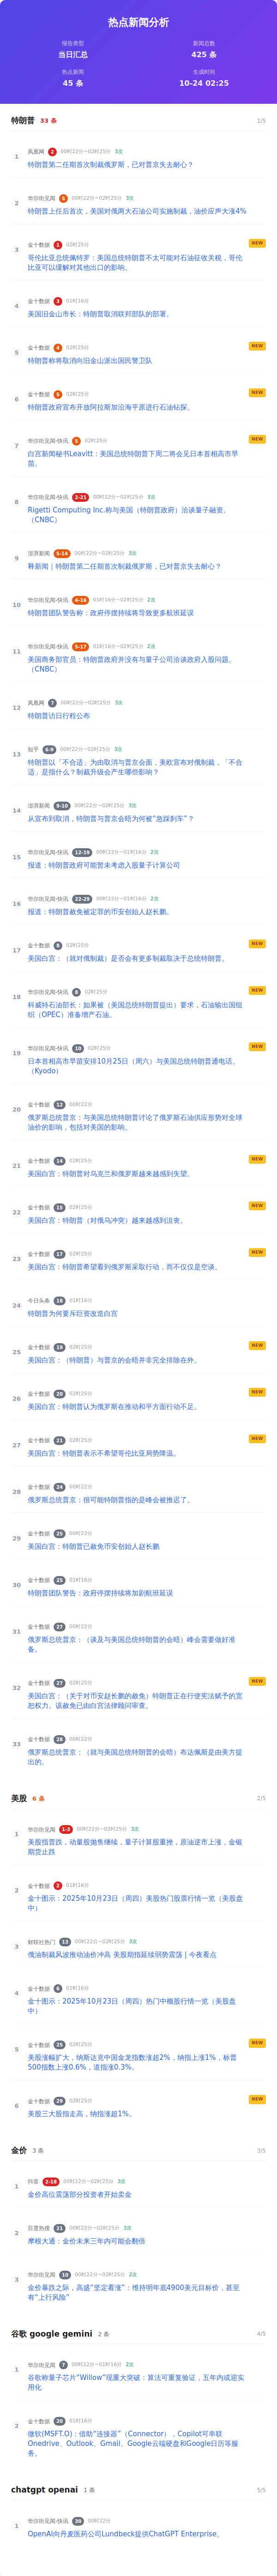 热点新闻分析
报告类型
当日汇总
新闻总数
425 条
热点新闻
45 条
生成时间
10-24 02:25
特朗普 33 条 1/5
1
凤凰网 2 00时22分~02时25分 3次
特朗普第二任期首次制裁俄罗斯，已对普京失去耐心？
2
华尔街见闻 5 00时22分~02时25分 3次
特朗普上任后首次，美国对俄两大石油公司实施制裁，油价应声大涨4%
3
金十数据 1 02时25分 NEW
哥伦比亚总统佩特罗：美国总统特朗普不太可能对石油征收关税，哥伦
比亚可以缓解对其他出口的影响。
4
金十数据 3 01时16分
美国旧金山市长：特朗普取消联邦部队的部署。
5
金十数据 4 02时25分 NEW
特朗普称将取消向旧金山派出国民警卫队
6
金十数据 5 02时25分 NEW
特朗普政府宣布开放阿拉斯加沿海平原进行石油钻探。
7
华尔街见闻-快讯 5 02时25分 NEW
白宫新闻秘书Leavitt：美国总统特朗普下周二将会见日本首相高市早
苗。
8
华尔街见闻-快讯 2-21 00时22分~02时25分 3次
Rigetti Computing Inc.称与美国（特朗普政府）洽谈量子融资。
（CNBC）
9
澎湃新闻 5-14 00时22分~02时25分 3次
释新闻｜特朗普第二任期首次制裁俄罗斯，已对普京失去耐心？
10
华尔街见闻-快讯 4-16 01时16分~02时25分 2次
特朗普团队警告称：政府停摆持续将导致更多航班延误
11
华尔街见闻-快讯 5-17 01时16分~02时25分 2次
美国商务部官员：特朗普政府并没有与量子公司洽谈政府入股问题。
（CNBC）
12
凤凰网 7 00时22分~02时25分 3次
特朗普访日行程公布
13
知乎 6-9 00时22分~02时25分 3次
特朗普以「不合适」为由取消与普京会面，美欧宣布对俄制裁，「不合
适」是指什么？制裁升级会产生哪些影响？
14
澎湃新闻 9-10 00时22分~02时25分 3次
从宣布到取消，特朗普与普京会晤为何被“急踩刹车”？
15
华尔街见闻-快讯 12-19 00时22分~01时16分 2次
报道：特朗普政府可能暂未考虑入股量子计算公司
16
华尔街见闻-快讯 22-29 00时22分~01时16分 2次
报道：特朗普赦免被定罪的币安创始人赵长鹏。
17
金十数据 8 02时25分 NEW
美国白宫：（就对俄制裁）是否会有更多制裁取决于总统特朗普。
18
华尔街见闻-快讯 8 02时25分 NEW
科威特石油部长：如果被（美国总统特朗普提出）要求，石油输出国组
织（OPEC）准备增产石油。
19
华尔街见闻-快讯 10 02时25分 NEW
日本首相高市早苗安排10月25日（周六）与美国总统特朗普通电话。
（Kyodo）
20
金十数据 12 00时22分
俄罗斯总统普京：与美国总统特朗普讨论了俄罗斯石油供应形势对全球
油价的影响，包括对美国的影响。
21
金十数据 14 02时25分 NEW
美国白宫：特朗普对乌克兰和俄罗斯越来越感到失望。
22
金十数据 15 02时25分 NEW
美国白宫：特朗普（对俄乌冲突）越来越感到沮丧。
23
金十数据 17 02时25分 NEW
美国白宫：特朗普希望看到俄罗斯采取行动，而不仅仅是空谈。
24
今日头条 18 01时16分
特朗普为何要斥巨资改造白宫
25
金十数据 19 02时25分 NEW
美国白宫：（特朗普）与普京的会晤并非完全排除在外。
26
金十数据 20 02时25分 NEW
美国白宫：特朗普认为俄罗斯在推动和平方面行动不足。
27
金十数据 21 02时25分 NEW
美国白宫：特朗普表示不希望哥伦比亚局势降温。
28
金十数据 24 00时22分
俄罗斯总统普京：很可能特朗普指的是峰会被推迟了。
29
金十数据 25 00时22分
美国白宫：特朗普已赦免币安创始人赵长鹏
30
金十数据 25 01时16分
特朗普团队警告：政府停摆持续将加剧航班延误
31
金十数据 27 00时22分
俄罗斯总统普京：（谈及与美国总统特朗普的会晤）峰会需要做好准
备。
32
金十数据 27 02时25分 NEW
美国白宫：（关于对币安赵长鹏的赦免）特朗普正在行使宪法赋予的宽
恕权力。该赦免已由白宫法律顾问审查。
33
金十数据 28 00时22分
俄罗斯总统普京：（就与美国总统特朗普的会晤）布达佩斯是由美方提
出的。
美股 6 条 2/5
1
华尔街见闻 1-3 00时22分~02时25分 3次
美股指普跌，动量股抛售继续，量子计算股重挫，原油逆市上涨，金银
期货止跌
2
金十数据 2 01时16分
金十图示：2025年10月23日（周四）美股热门股票行情一览（美股盘
中）
3
财联社热门 13 00时22分~02时25分 3次
俄油制裁风波推动油价冲高 美股期指延续弱势震荡 | 今夜看点
4
金十数据 6 01时16分
金十图示：2025年10月23日（周四）热门中概股行情一览（美股盘
中）
5
金十数据 25 02时25分 NEW
美股涨幅扩大，纳斯达克中国金龙指数涨超2%，纳指上涨1%，标普
500指数上涨0.6%，道指涨0.3%。
6
金十数据 29 02时25分 NEW
美股三大股指走高，纳指涨超1%。
金价 3 条 3/5
1
抖音 2-18 00时22分~02时25分 3次
金价高位震荡部分投资者开始卖金
2
百度热搜 21 00时22分~02时25分 3次
摩根大通：金价未来三年内可能会翻倍
3
华尔街见闻 10 00时22分~02时25分 2次
金价暴跌之际，高盛“坚定看涨”：维持明年底4900美元目标价，甚至
有“上行风险”
谷歌 google gemini 2 条 4/5
1
华尔街见闻 7 00时22分~01时16分 2次
谷歌称量子芯片“Willow”现重大突破：算法可重复验证，五年内或迎实
用化
2
金十数据 20 01时16分
微软(MSFT.O)：借助“连接器”（Connector），Copilot可串联
Onedrive、Outlook、Gmail、Google云端硬盘和Google日历等服
务。
chatgpt openai 1 条 5/5
1
华尔街见闻-快讯 30 00时22分
OpenAI向丹麦医药公司Lundbeck提供ChatGPT Enterprise。